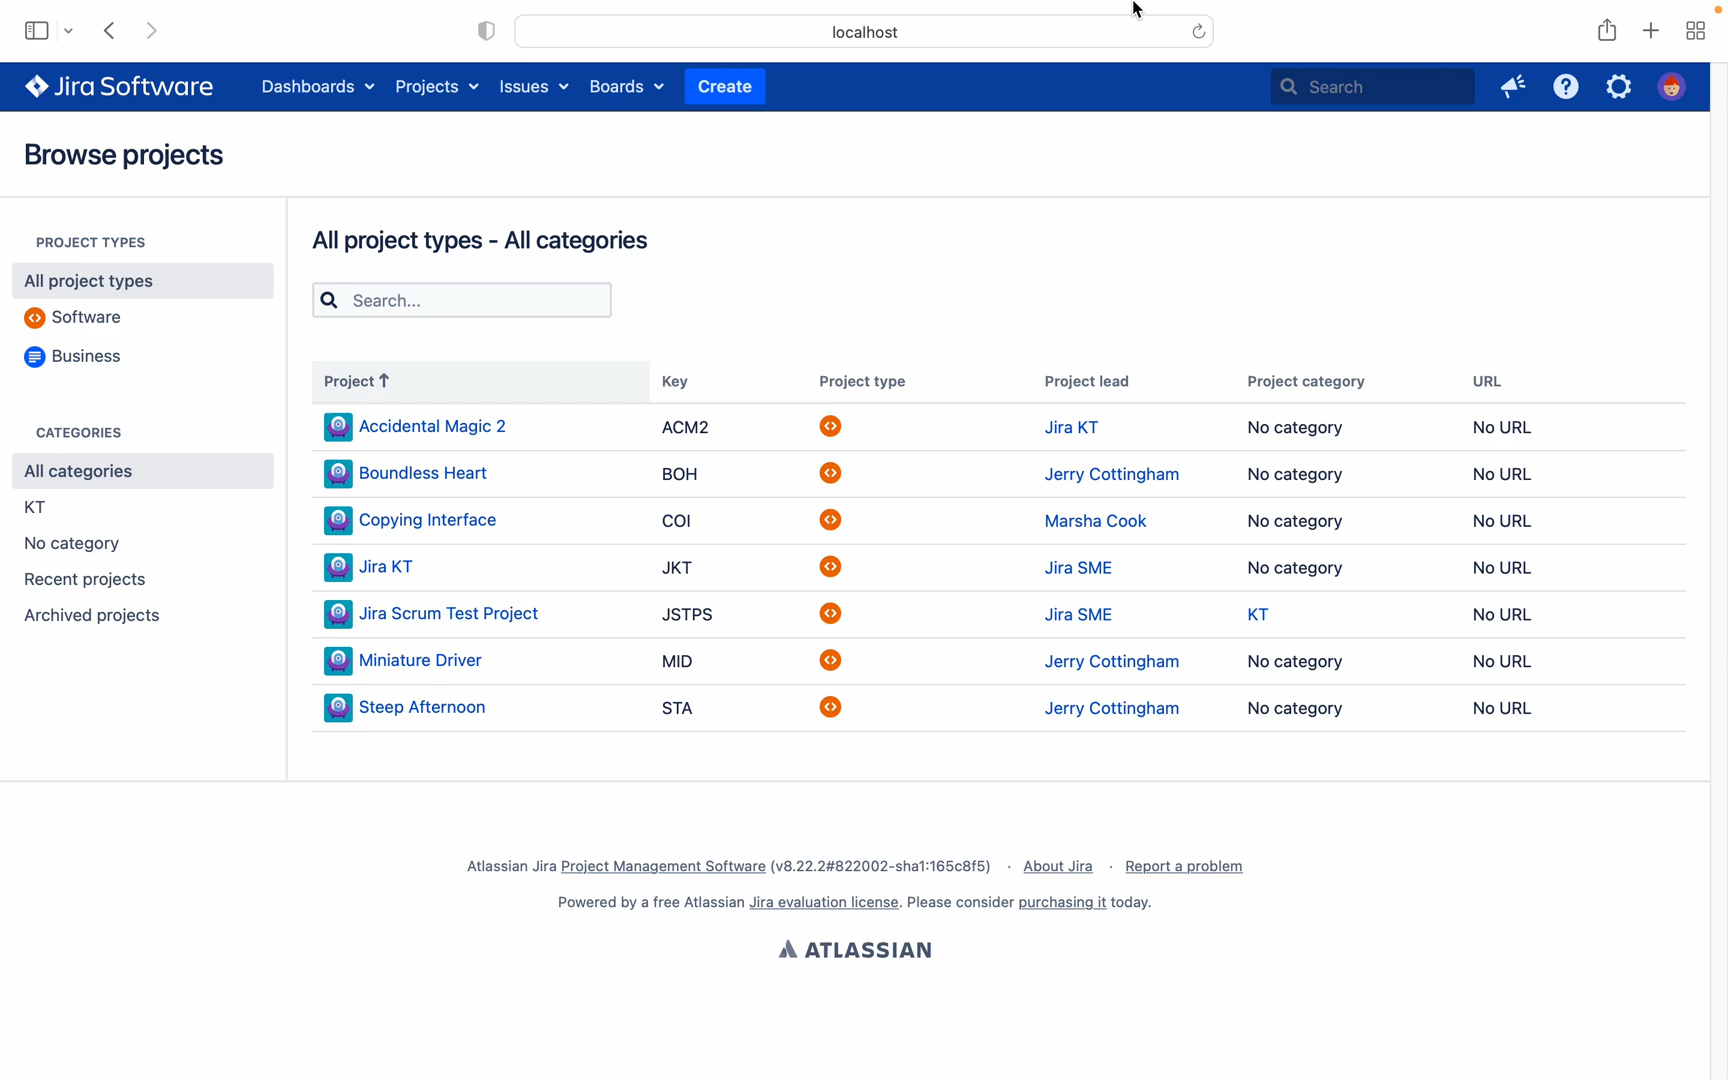 localhost
Jira Software Dashboards Projects Issues Boards Create Search
Browse projects
PROJECT TYPES
All project types
Software
Business
CATEGORIES
All categories
KT
No category
Recent projects
Archived projects
All project types - All categories
Search...
Project Key Project type Project lead Project category URL
Accidental Magic 2 ACM2 Jira KT No category No URL
Boundless Heart BOH Jerry Cottingham No category No URL
Copying Interface COI Marsha Cook No category No URL
Jira KT JKT Jira SME No category No URL
Jira Scrum Test Project JSTPS Jira SME KT No URL
Miniature Driver MID Jerry Cottingham No category No URL
Steep Afternoon STA Jerry Cottingham No category No URL
Atlassian Jira Project Management Software (v8.22.2#822002-sha1:165c8f5) · About Jira · Report a problem
Powered by a free Atlassian Jira evaluation license. Please consider purchasing it today.
ATLASSIAN